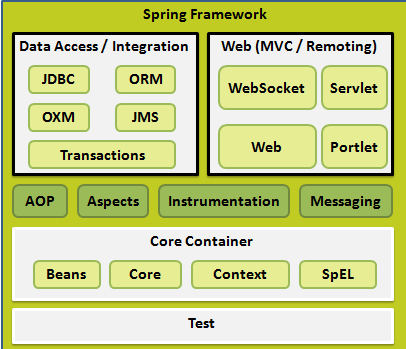 Spring Framework
Data Access / Integration
JDBC ORM
OXM JMS
Transactions
Web (MVC / Remoting)
WebSocket Servlet
Web Portlet
AOP Aspects Instrumentation Messaging
Core Container
Beans Core Context SpEL
Test